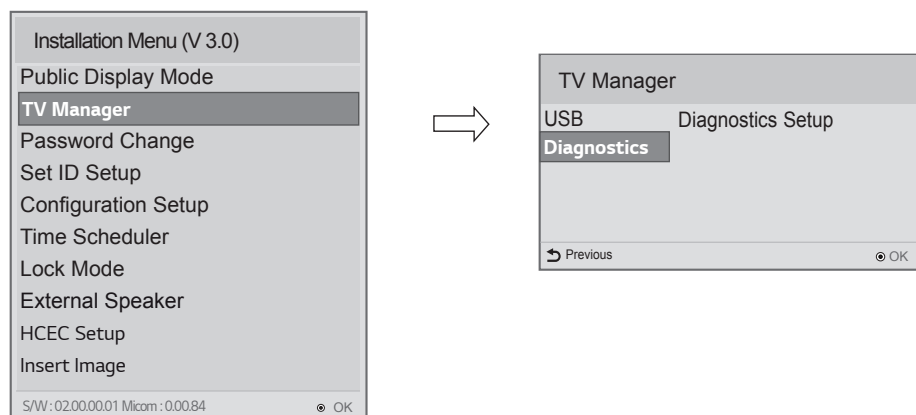 Installation Menu (V 3.0)
Public Display Mode
TV Manager
Password Change
Set ID Setup
Configuration Setup
Time Scheduler
Lock Mode
External Speaker
HCEC Setup
Insert Image
S/W : 02.00.00.01 Micom : 0.00.84 OK
TV Manager
USB Diagnostics Setup
Diagnostics
Previous OK